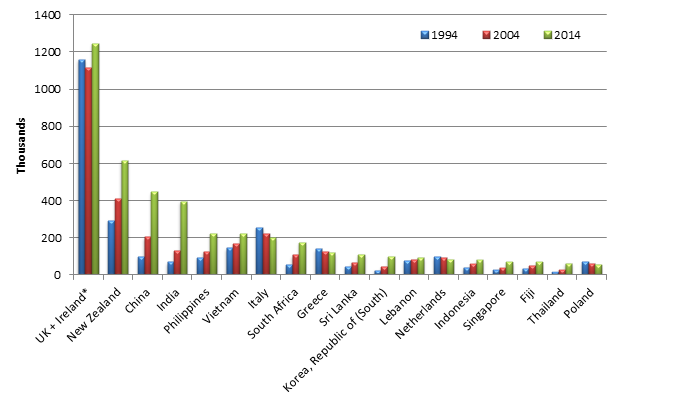 1400
1994
2004
2014
1200
1000
800
600
400
200
0
Thousands
UK + Ireland*
New Zealand
China
India
Philippines
Vietnam
Italy
South Africa
Greece
Sri Lanka
Korea, Republic of (South)
Lebanon
Netherlands
Indonesia
Singapore
Fiji
Thailand
Poland